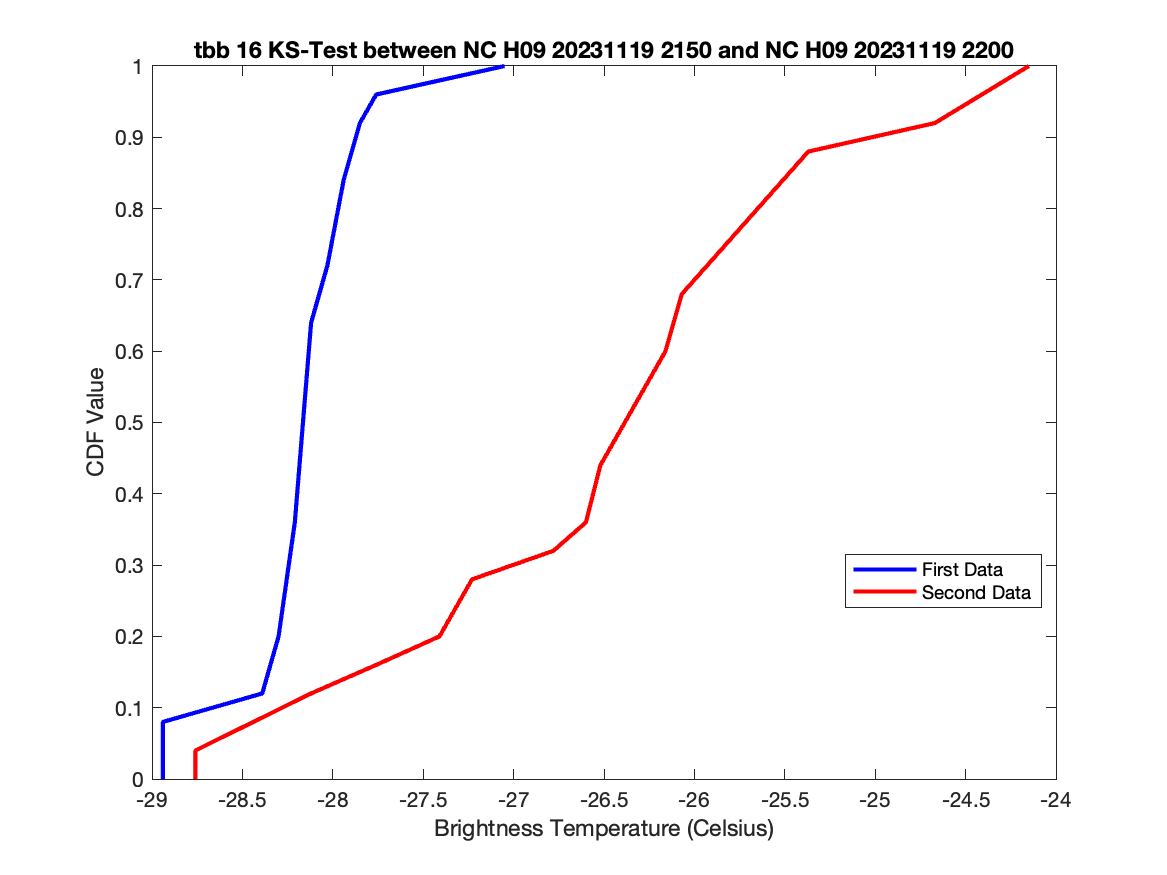 tbb 16 KS-Test between NC H09 20231119 2150 and NC H09 20231119 2200
1
0.9
0.8
0.7
0.6
0.5
0.4
0.3
0.2
0.1
0
CDF Value
First Data
Second Data
-29 -28.5 -28 -27.5 -27 -26.5 -26 -25.5 -25 -24.5 -24
Brightness Temperature (Celsius)